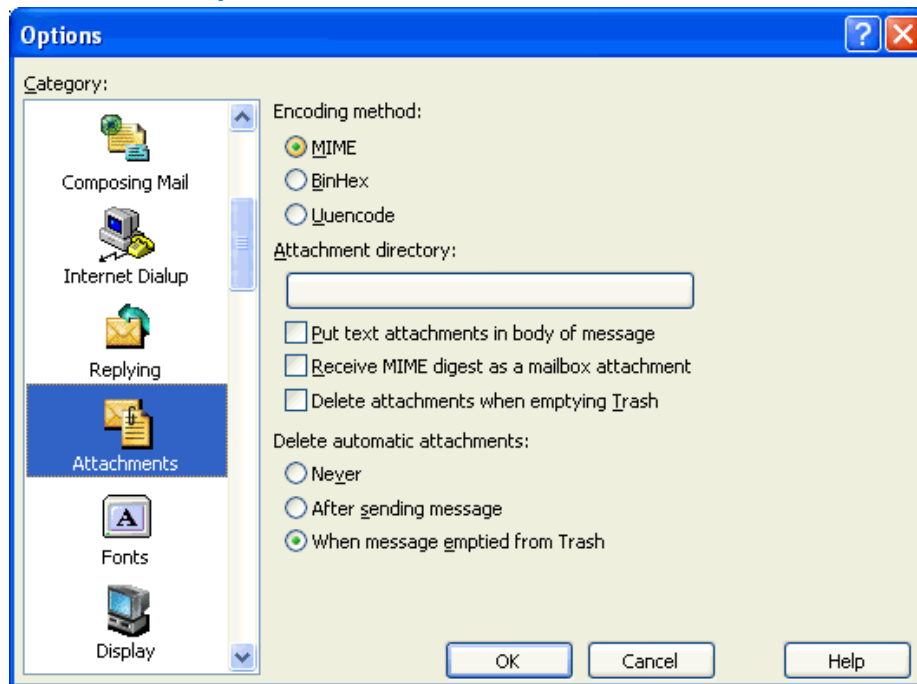 Options
Category:
Composing Mail
Internet Dialup
Replying
Attachments
A
Fonts
Display
Encoding method:
MIME
BinHex
Uuencode
Attachment directory:
Put text attachments in body of message
Receive MIME digest as a mailbox attachment
Delete attachments when emptying Trash
Delete automatic attachments:
Never
After sending message
When message emptied from Trash
OK Cancel Help